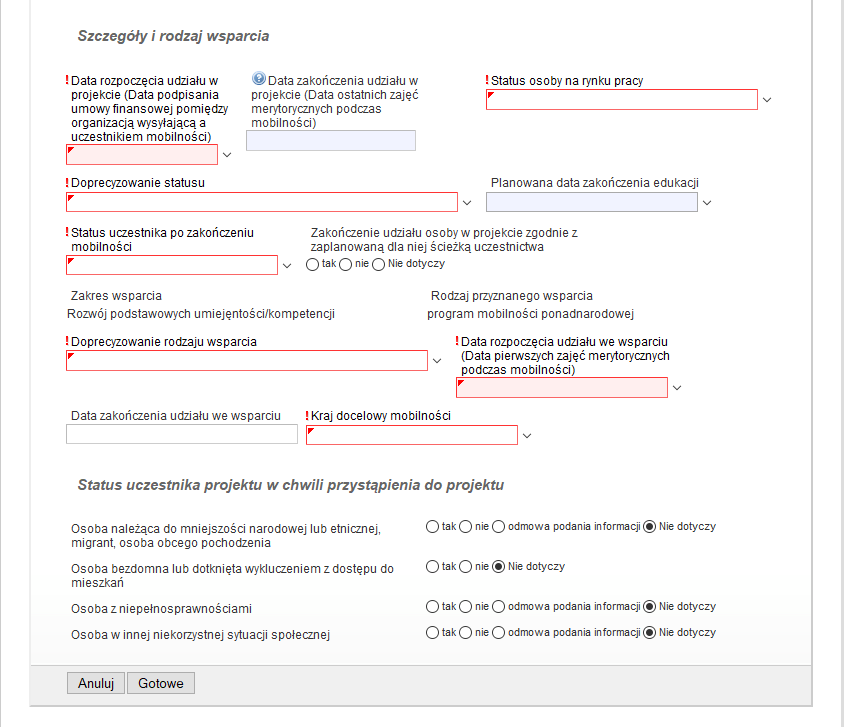 Szczegóły i rodzaj wsparcia
! Data rozpoczęcia udziału w
projekcie (Data podpisania
umowy finansowej pomiędzy
organizacją wysyłającą a
uczestnikiem mobilności)
Data zakończenia udziału w
projekcie (Data ostatnich zajęć
merytorycznych podczas
mobilności)
! Status osoby na rynku pracy
! Doprecyzowanie statusu
Planowana data zakończenia edukacji
! Status uczestnika po zakończeniu
mobilności
Zakończenie udziału osoby w projekcie zgodnie z
zaplanowaną dla niej ścieżką uczestnictwa
tak nie Nie dotyczy
Zakres wsparcia
Rodzaj przyznanego wsparcia
Rozwój podstawowych umiejętności/kompetencji
program mobilności ponadnarodowej
! Doprecyzowanie rodzaju wsparcia
! Data rozpoczęcia udziału we wsparciu
(Data pierwszych zajęć merytorycznych
podczas mobilności)
Data zakończenia udziału we wsparciu
! Kraj docelowy mobilności
Status uczestnika projektu w chwili przystąpienia do projektu
Osoba należąca do mniejszości narodowej lub etnicznej,
migrant, osoba obcego pochodzenia
tak nie odmowa podania informacji Nie dotyczy
Osoba bezdomna lub dotknięta wykluczeniem z dostępu do
mieszkań
tak nie Nie dotyczy
Osoba z niepełnosprawnościami
tak nie odmowa podania informacji Nie dotyczy
Osoba w innej niekorzystnej sytuacji społecznej
tak nie odmowa podania informacji Nie dotyczy
Anuluj Gotowe